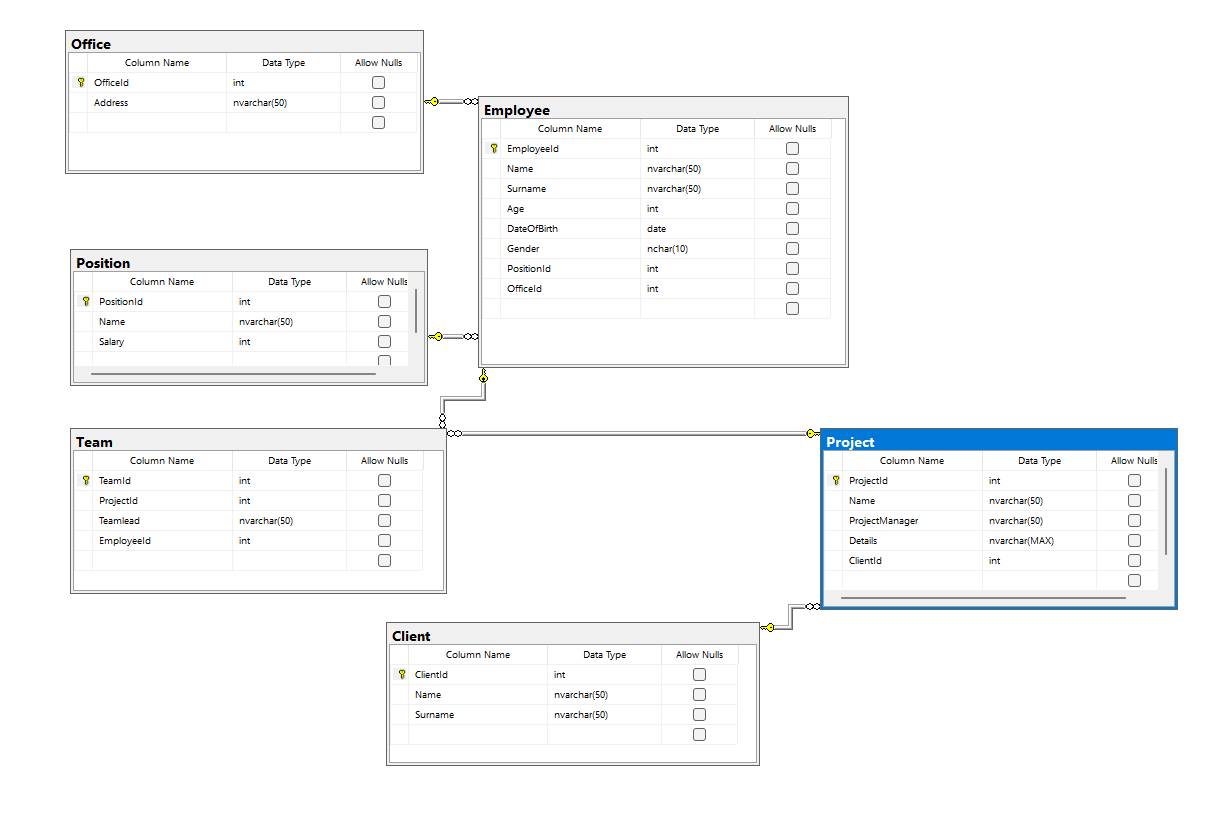 Office
Column Name Data Type Allow Nulls
OfficeId int
Address nvarchar(50)
Employee
Column Name Data Type Allow Nulls
EmployeeId int
Name nvarchar(50)
Surname nvarchar(50)
Age int
DateOfBirth date
Gender nchar(10)
PositionId int
OfficeId int
Position
Column Name Data Type Allow Nulls
PositionId int
Name nvarchar(50)
Salary int
Team
Column Name Data Type Allow Nulls
TeamId int
ProjectId int
Teamlead nvarchar(50)
EmployeeId int
Project
Column Name Data Type Allow Nulls
ProjectId int
Name nvarchar(50)
ProjectManager nvarchar(50)
Details nvarchar(MAX)
ClientId int
Client
Column Name Data Type Allow Nulls
ClientId int
Name nvarchar(50)
Surname nvarchar(50)